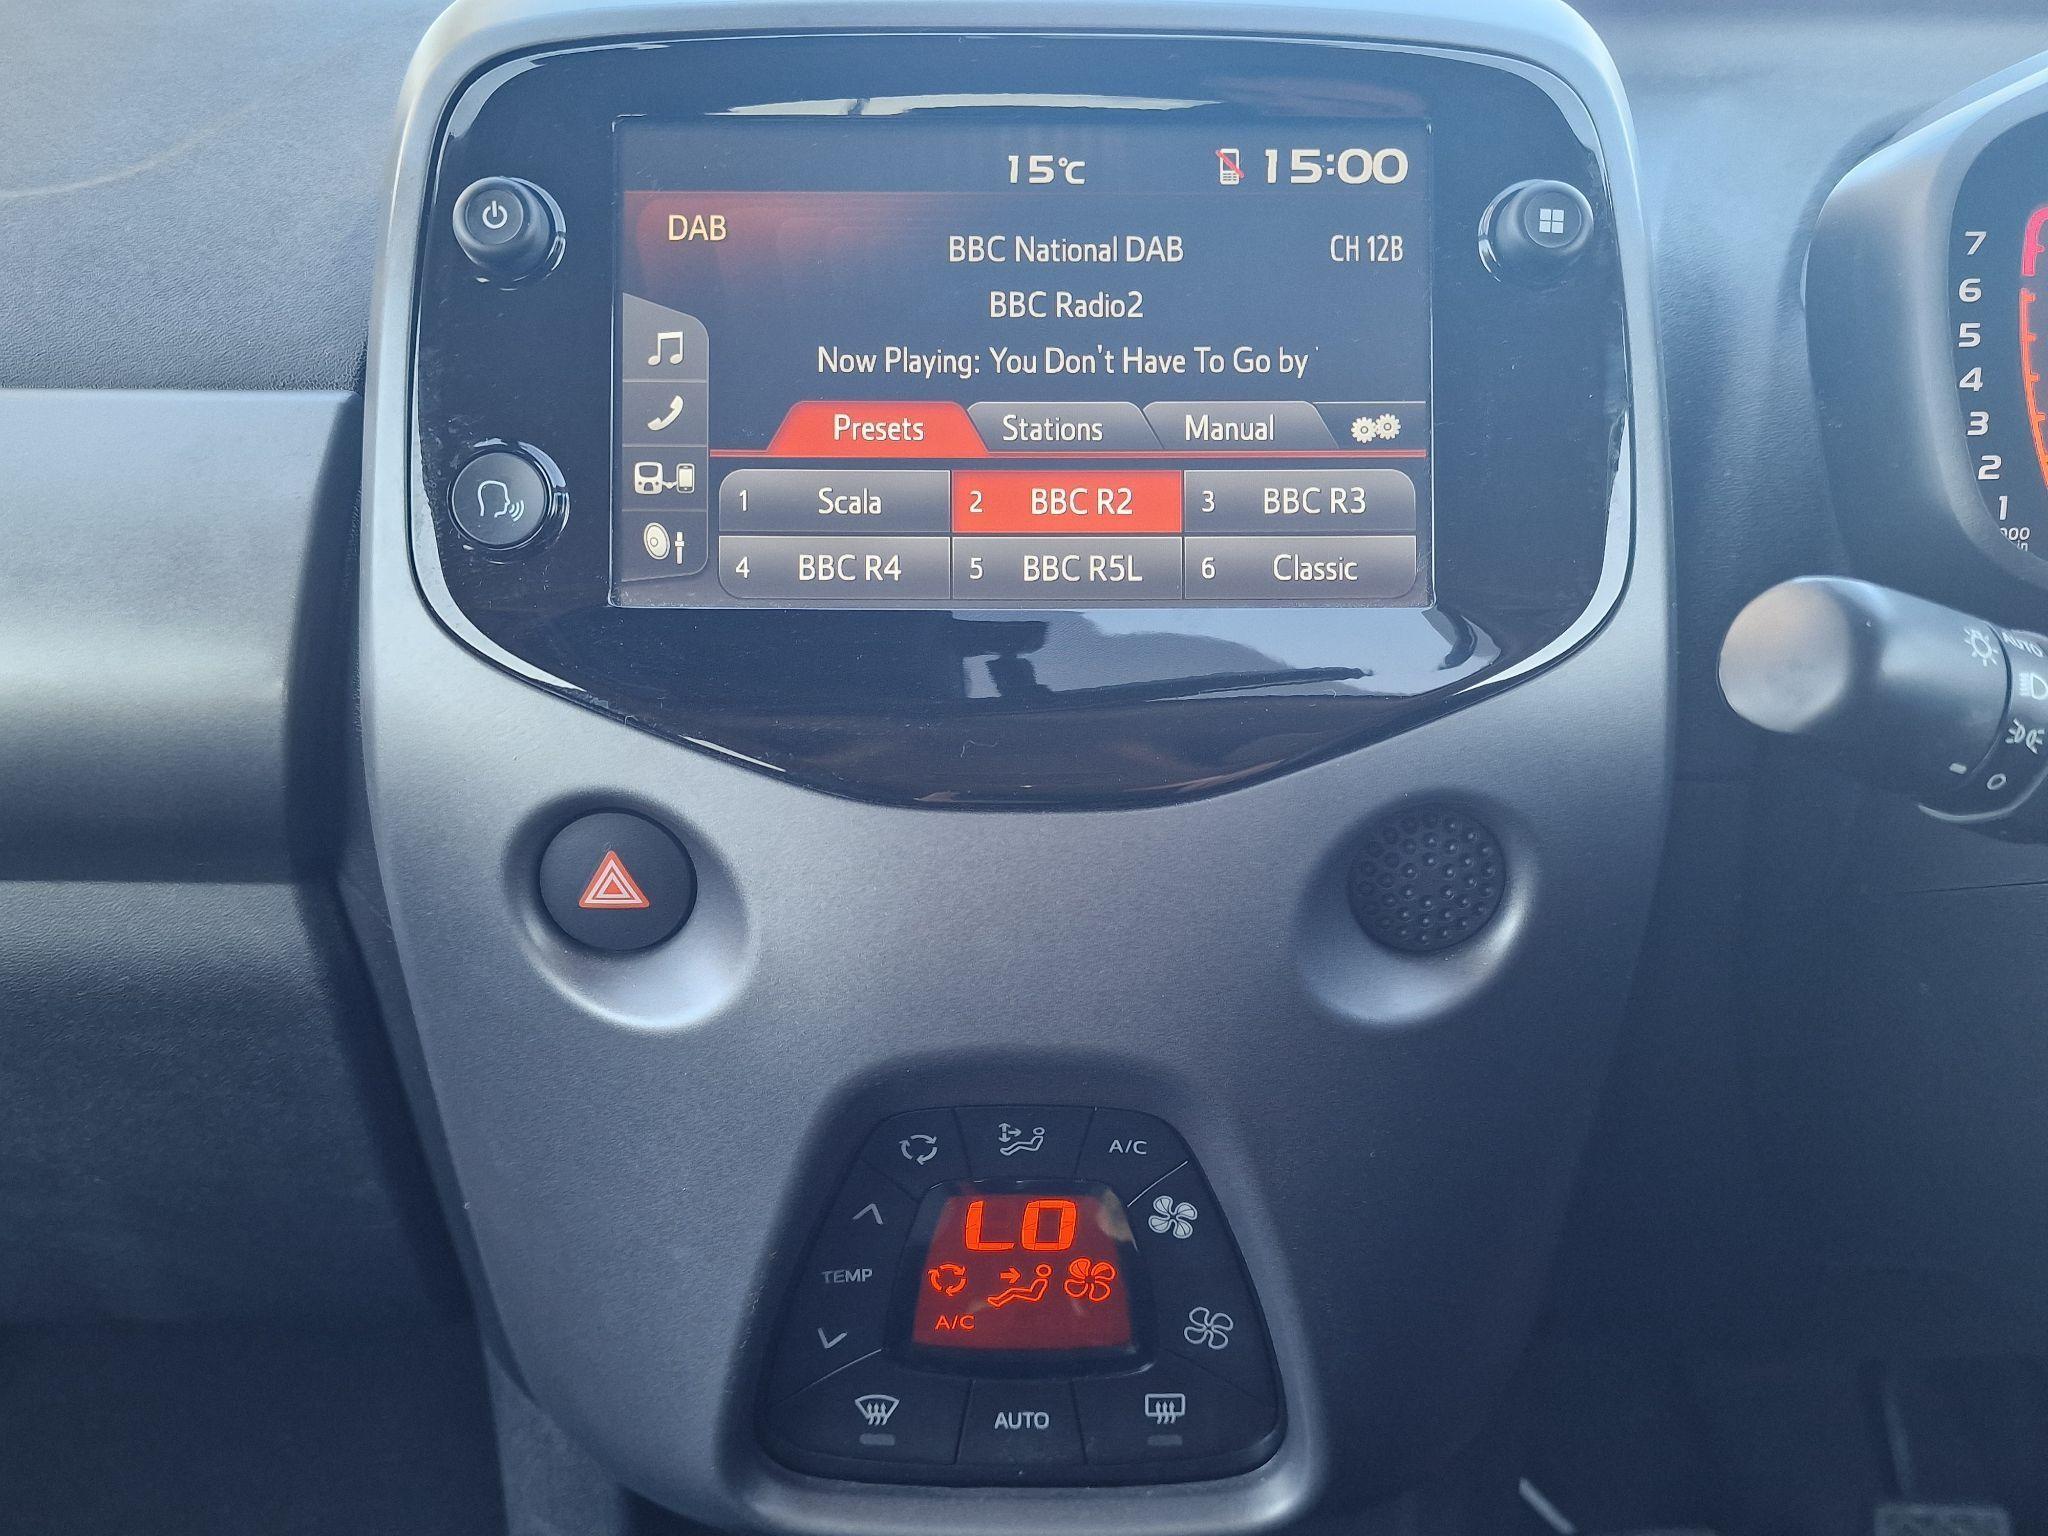 15°C 15:00
DAB
BBC National DAB CH 12B
BBC Radio2
Now Playing: You Don't Have To Go by '
Presets Stations Manual
1 Scala 2 BBC R2 3 BBC R3
4 BBC R4 5 BBC R5L 6 Classic
7
6
5
4
3
2
1
AUTO
A/C
LO
TEMP
A/C
AUTO